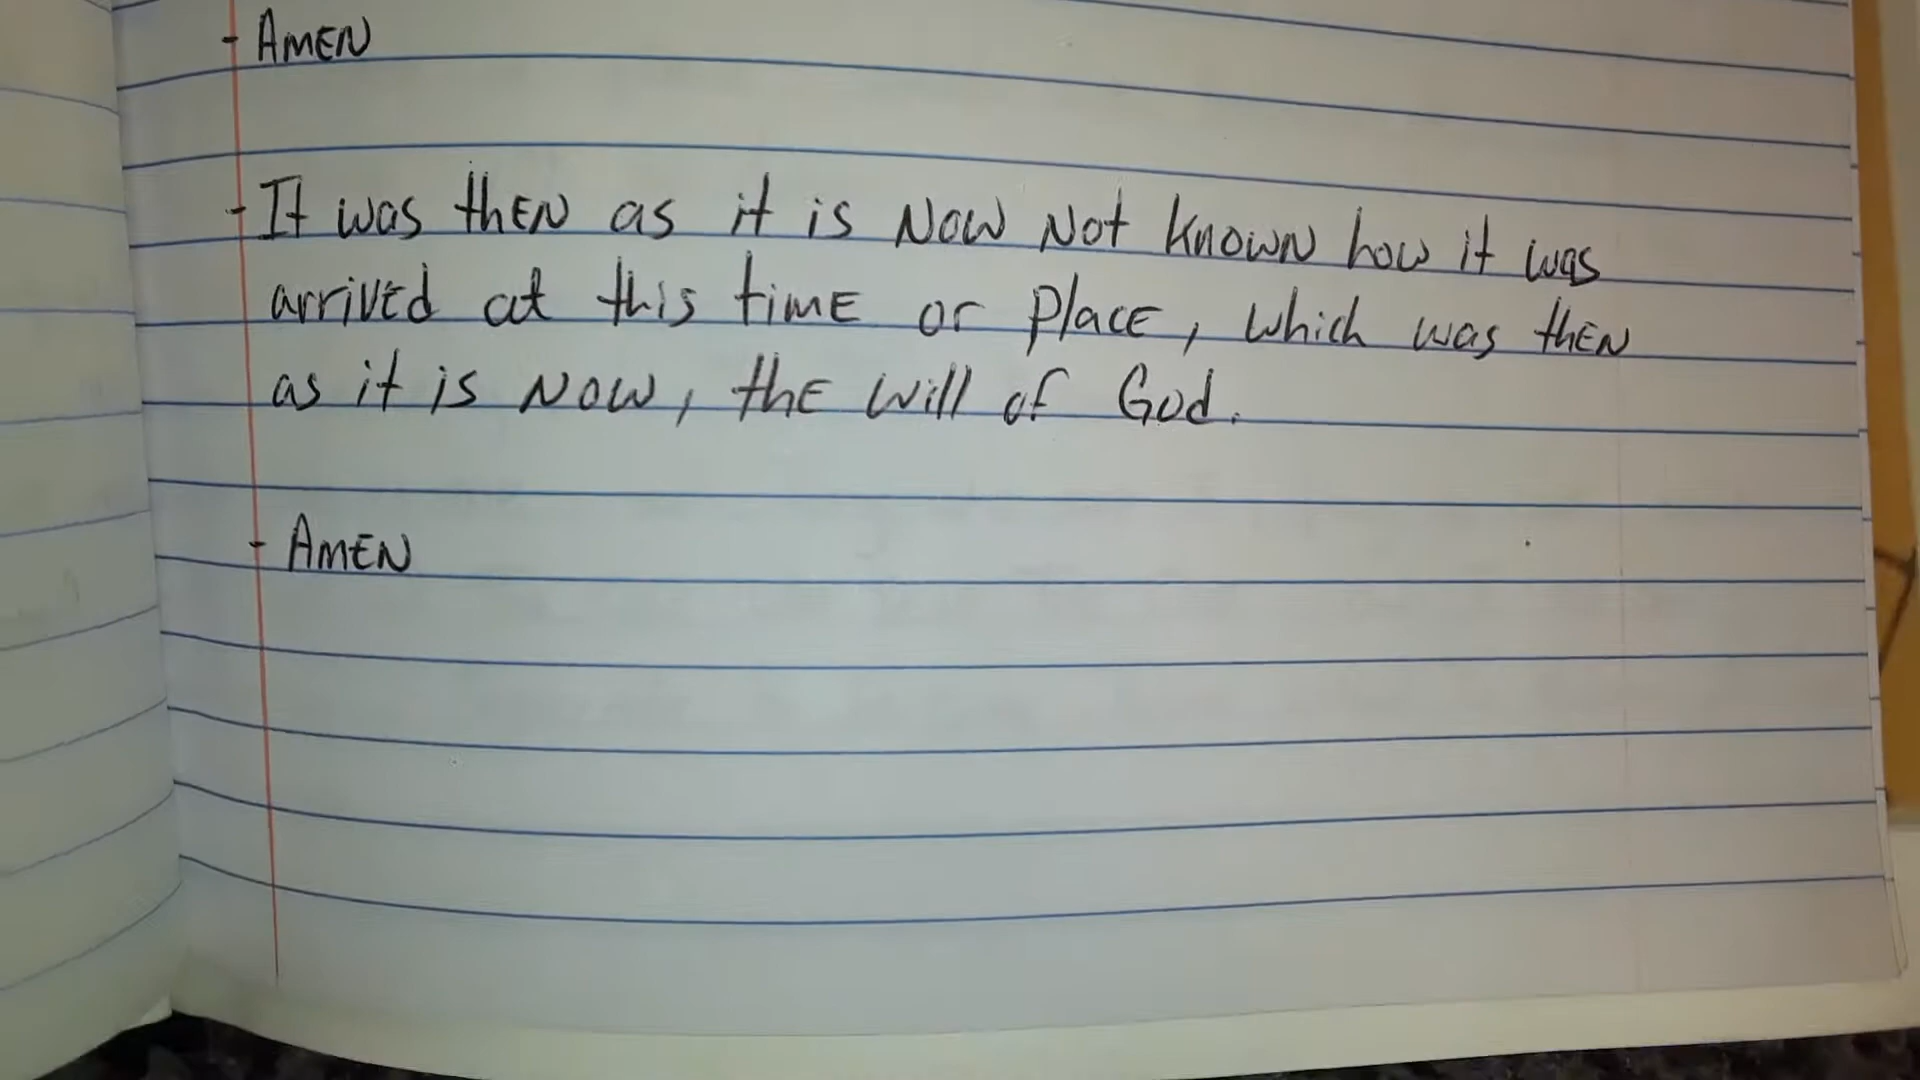 - AMEN
- It was thEN as it is NOW Not KNOWN how it was
arrivEd at this timE or PlacE, which was thEN
as it is NOW, thE will of God.
- AMEN